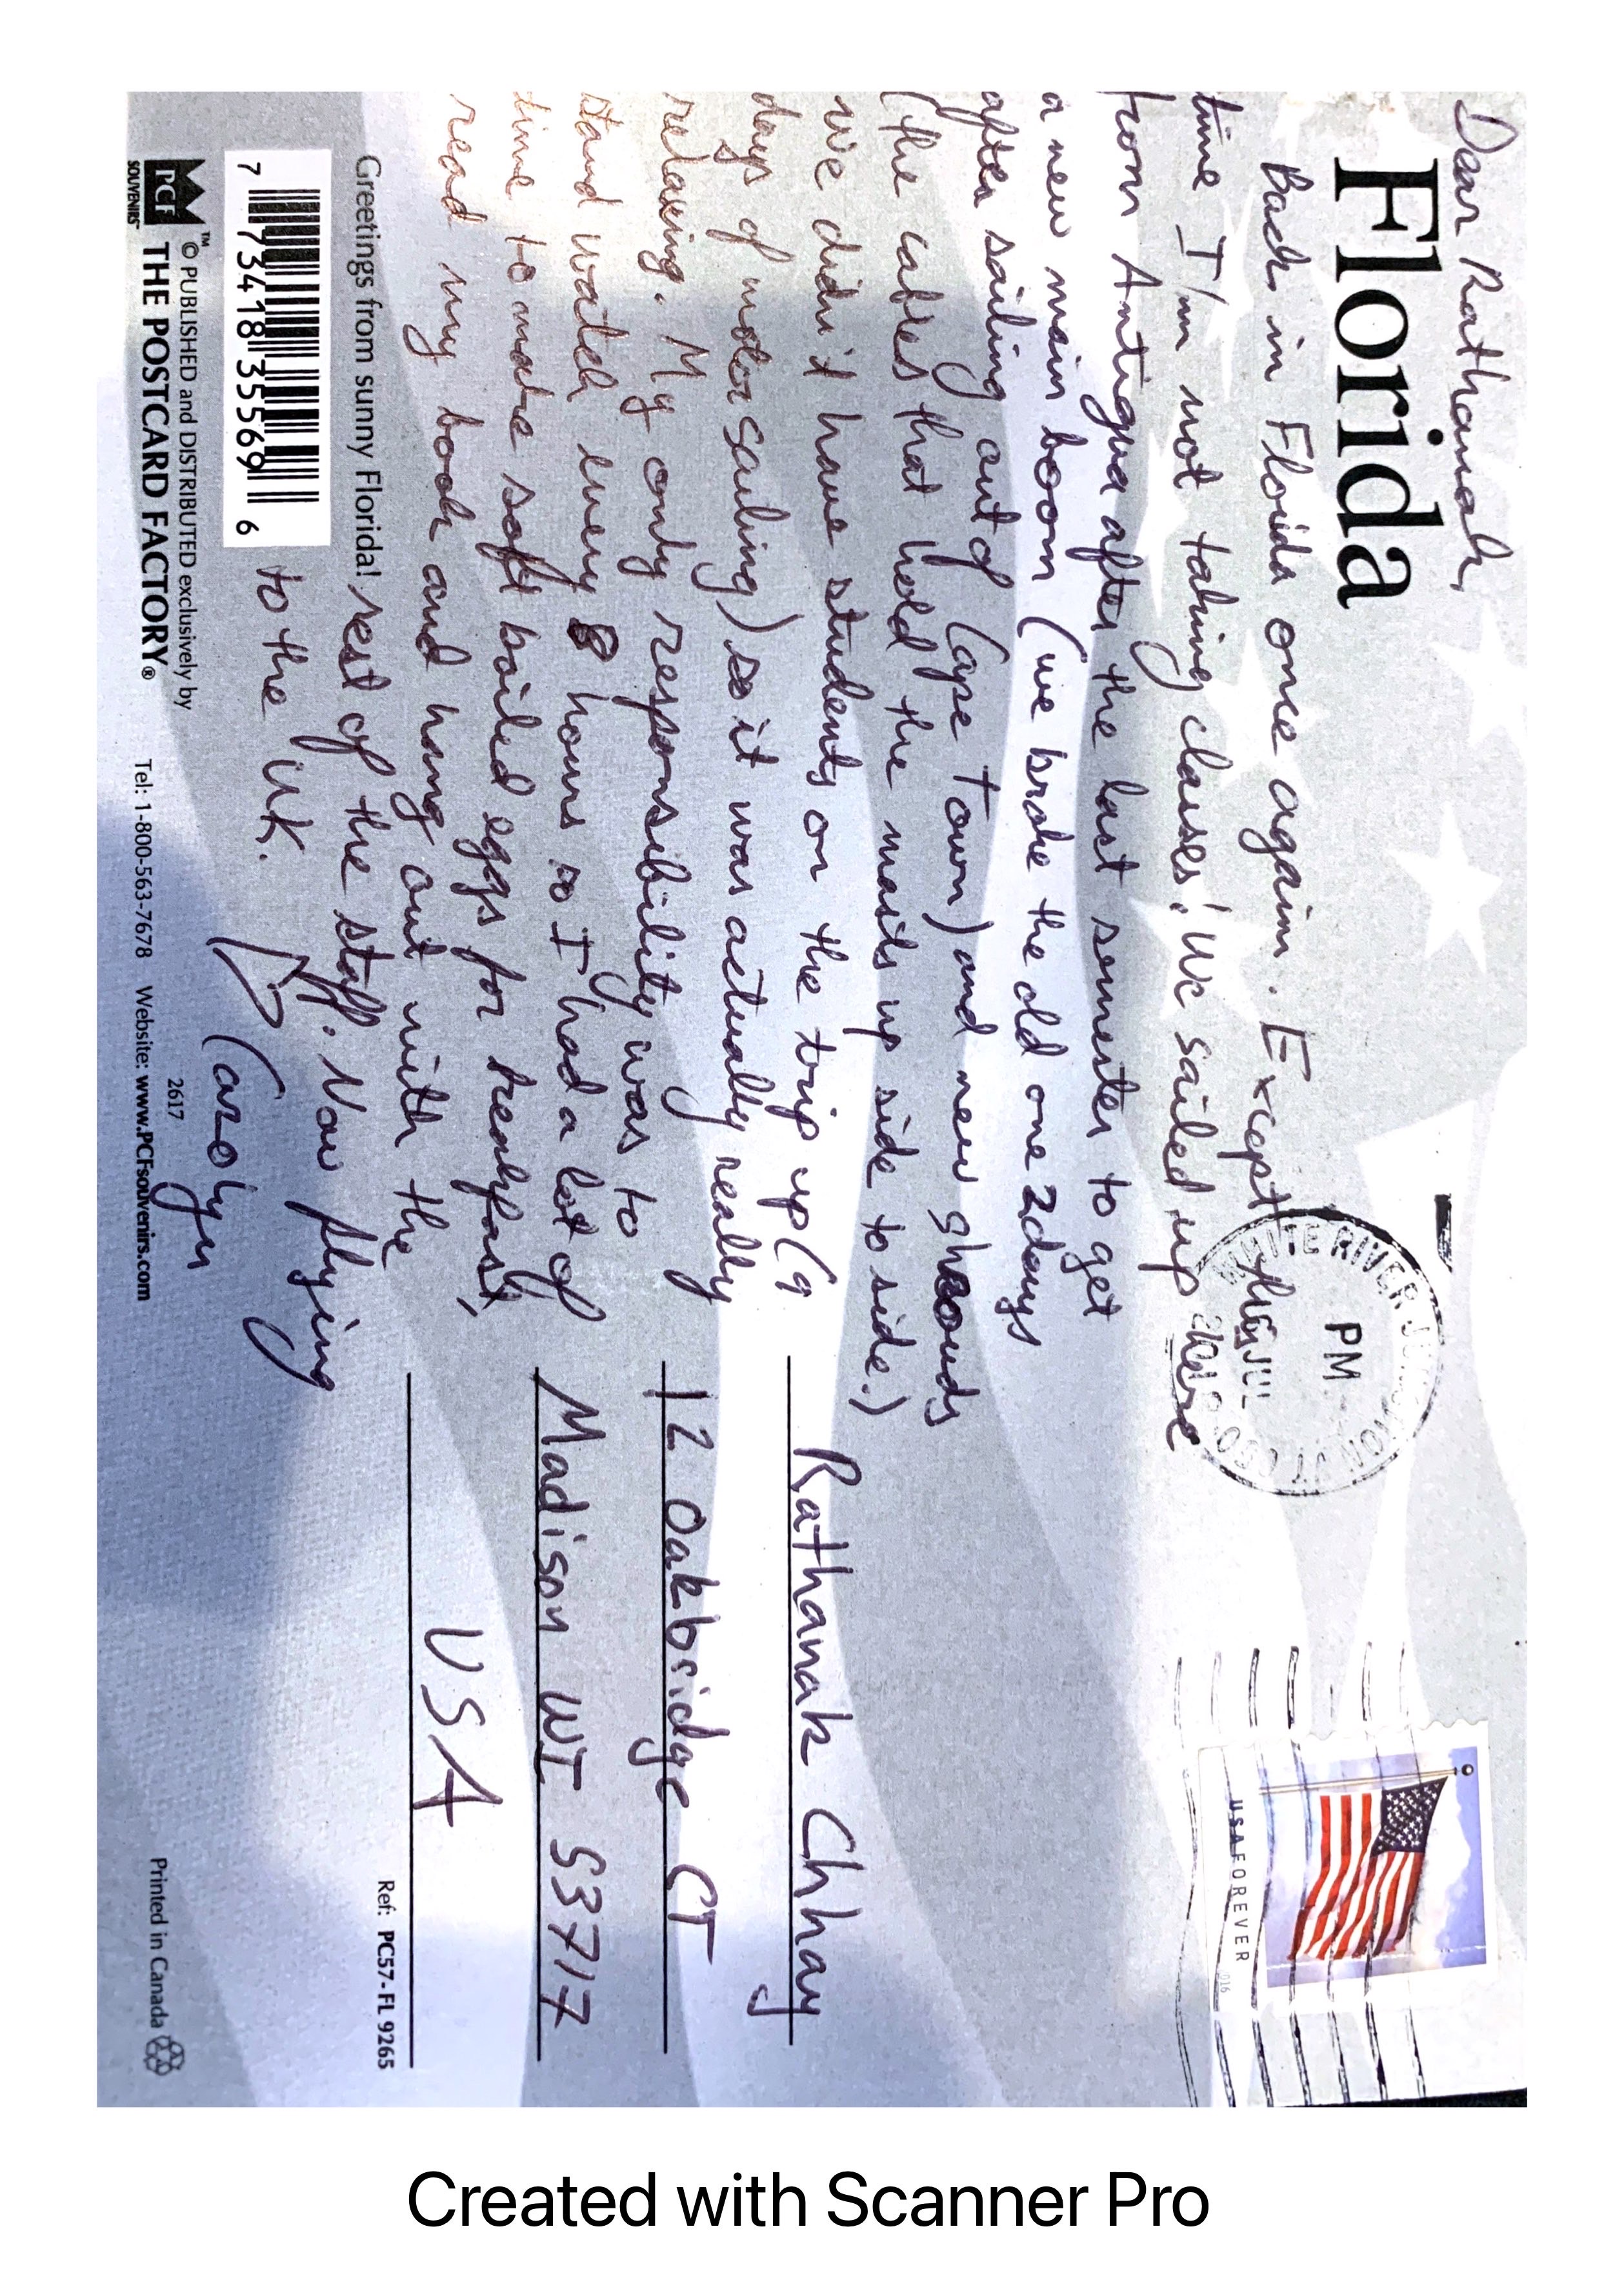 Dear Rathanak,
Florida
Back in Florida once again. Except this
time I'm not taking classes! We sailed up here
from Antigua after the last semester to get
a new main boom (we broke the old one 2 days
after sailing out of Cape Town) and new shrouds
(the cables that hold the masts up side to side.)
we didn't have students on the trip up (9
days of motorsailing) so it was actually really
relaxing. My only responsibility was to
stand watch every 8 hours so I had a lot of
time to make soft boiled eggs for breakfast,
read my book and hang out with the
rest of the staff. Now flying
to the UK.
Carolyn
Greetings from sunny Florida!
7 73418 35569 6
PCF
SOUVENIRS
™ © PUBLISHED and DISTRIBUTED exclusively by
THE POSTCARD FACTORY®
Tel: 1-800-563-7678 Website: www.PCFsouvenirs.com
2617
WHITE RIVER JUNCTION VT 050
PM
JUL
USA FOREVER
Rathanak Chhay
12 Oakbridge CT
Madison WI 53717
USA
Ref: PC57-FL 9265
Printed in Canada
Created with Scanner Pro